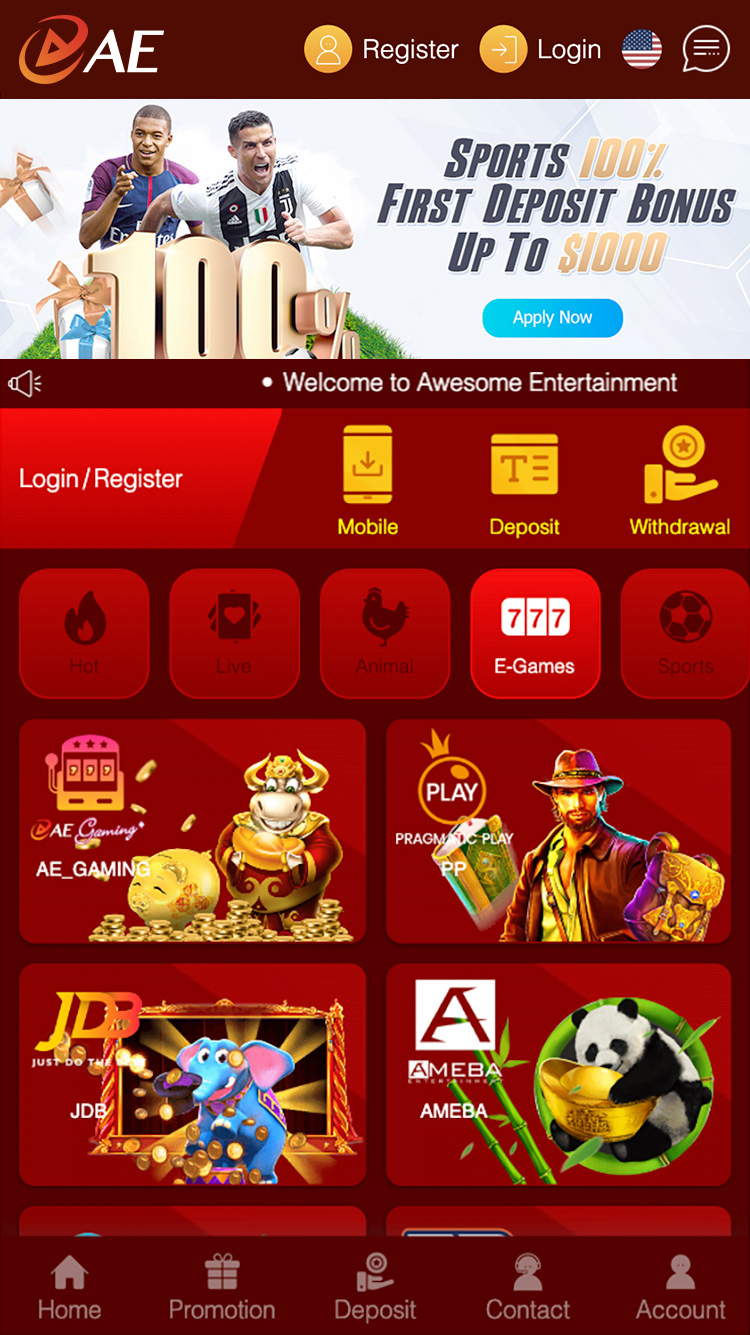 AE
Register
Login
SPORTS 100%
FIRST DEPOSIT BONUS
UP TO $1000
Apply Now
100%
• Welcome to Awesome Entertainment
Login/Register
Mobile
Deposit
Withdrawal
777
Hot
Live
Animal
E-Games
Sports
777
AE Gaming
AE_GAMING
PLAY
PRAGMATIC PLAY
PP
JDB
JUST DO THE
JDB
A
AMEBA
ENTERTAINMENT
AMEBA
Home
Promotion
Deposit
Contact
Account